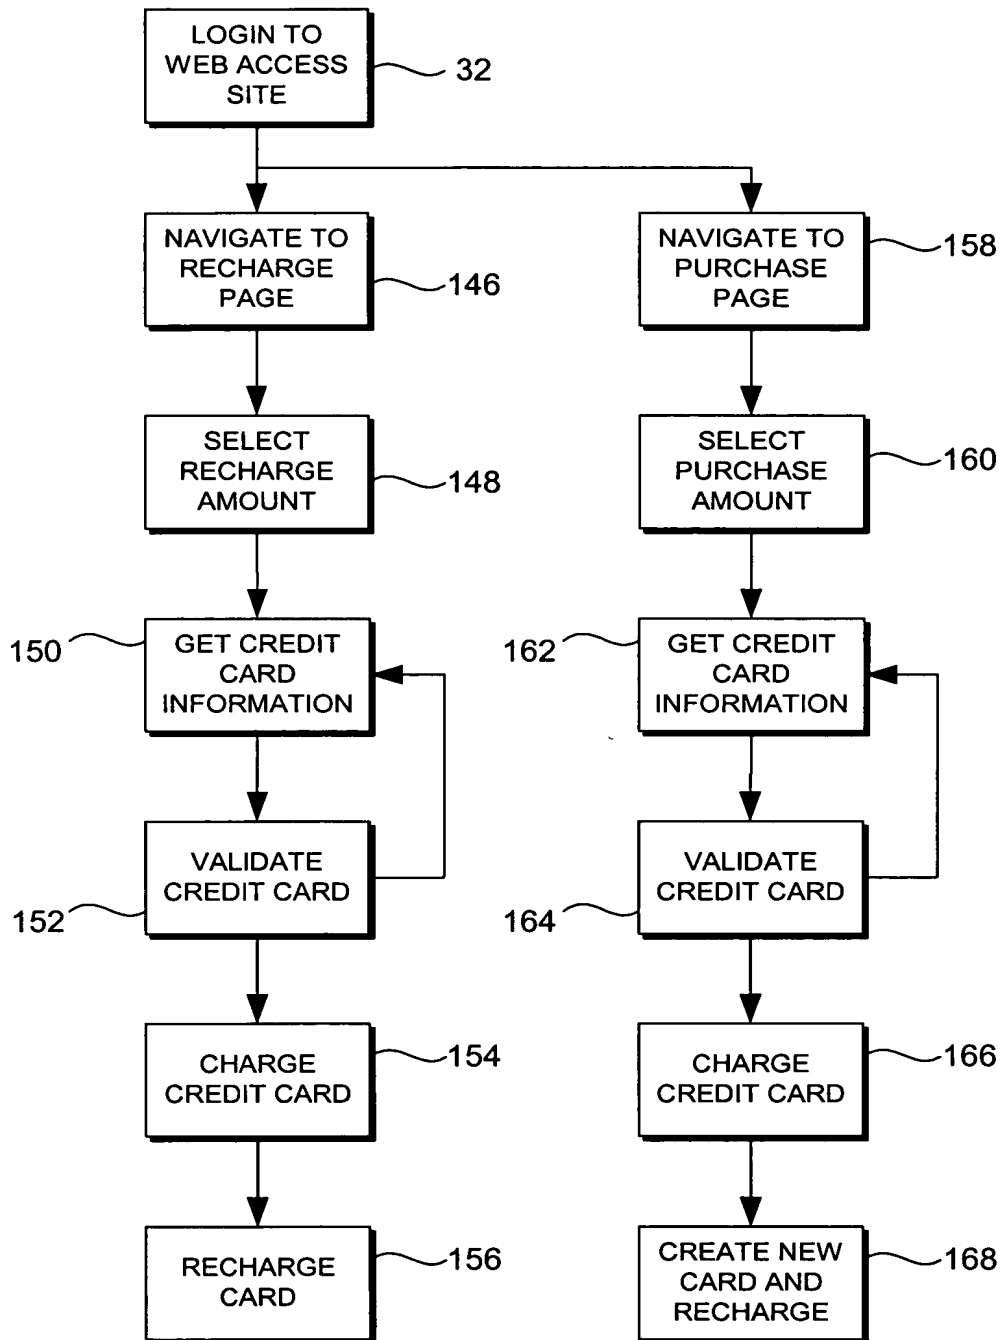 LOGIN TO
WEB ACCESS
SITE
32
NAVIGATE TO
RECHARGE
PAGE
146
NAVIGATE TO
PURCHASE
PAGE
158
SELECT
RECHARGE
AMOUNT
148
SELECT
PURCHASE
AMOUNT
160
150
GET CREDIT
CARD
INFORMATION
162
GET CREDIT
CARD
INFORMATION
VALIDATE
CREDIT CARD
152
VALIDATE
CREDIT CARD
164
CHARGE
CREDIT CARD
154
CHARGE
CREDIT CARD
166
RECHARGE
CARD
156
CREATE NEW
CARD AND
RECHARGE
168